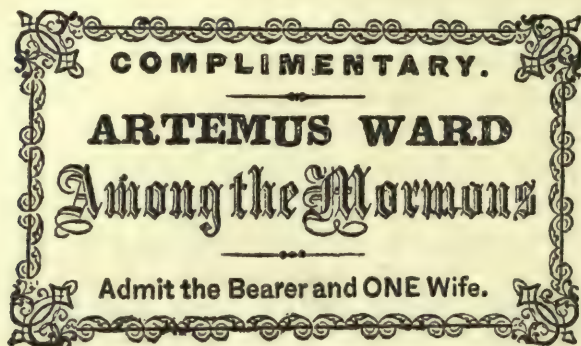 COMPLIMENTARY.
ARTEMUS WARD
Among the Mormons
Admit the Bearer and ONE Wife.